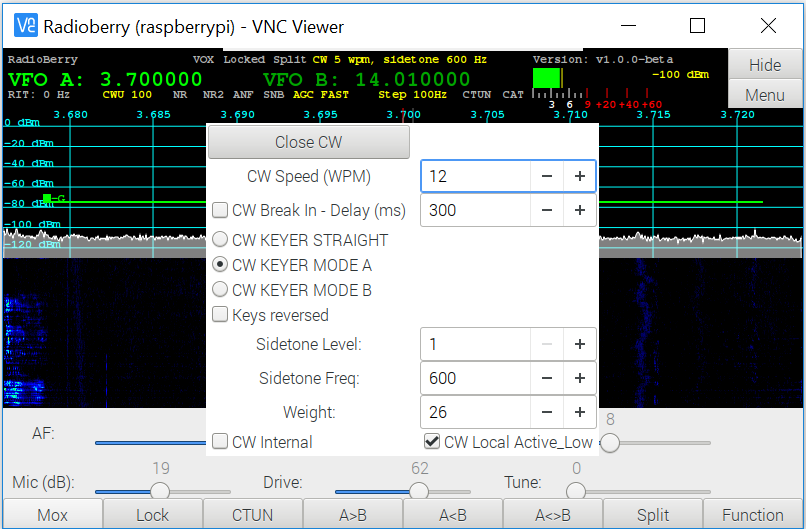 VNC Radioberry (raspberrypi) - VNC Viewer
RadioBerry VOX Locked Split CW 5 wpm, sidetone 600 Hz Version: v1.0.0-beta
VFO A: 3.700000 VFO B: 14.010000 -100 dBm Hide
RIT: 0 Hz CWU 100 NR NR2 ANF SNB AGC FAST Step 100Hz CTUN CAT Menu
3 6 9 +20 +40 +60
3.680 3.685 3.690 3.695 3.700 3.705 3.710 3.715 3.720
0 dBm
Close CW
-20 dBm
-40 dBm
CW Speed (WPM) 12 − +
-60 dBm
-G
-80 dBm
CW Break In - Delay (ms) 300 − +
-100 dBm
CW KEYER STRAIGHT
-120 dBm
CW KEYER MODE A
CW KEYER MODE B
Keys reversed
Sidetone Level: 1 − +
Sidetone Freq: 600 − +
Weight: 26 − +
8
AF:
CW Internal CW Local Active_Low
19 62 0
Mic (dB): Drive: Tune:
Mox Lock CTUN A>B A<B A<>B Split Function